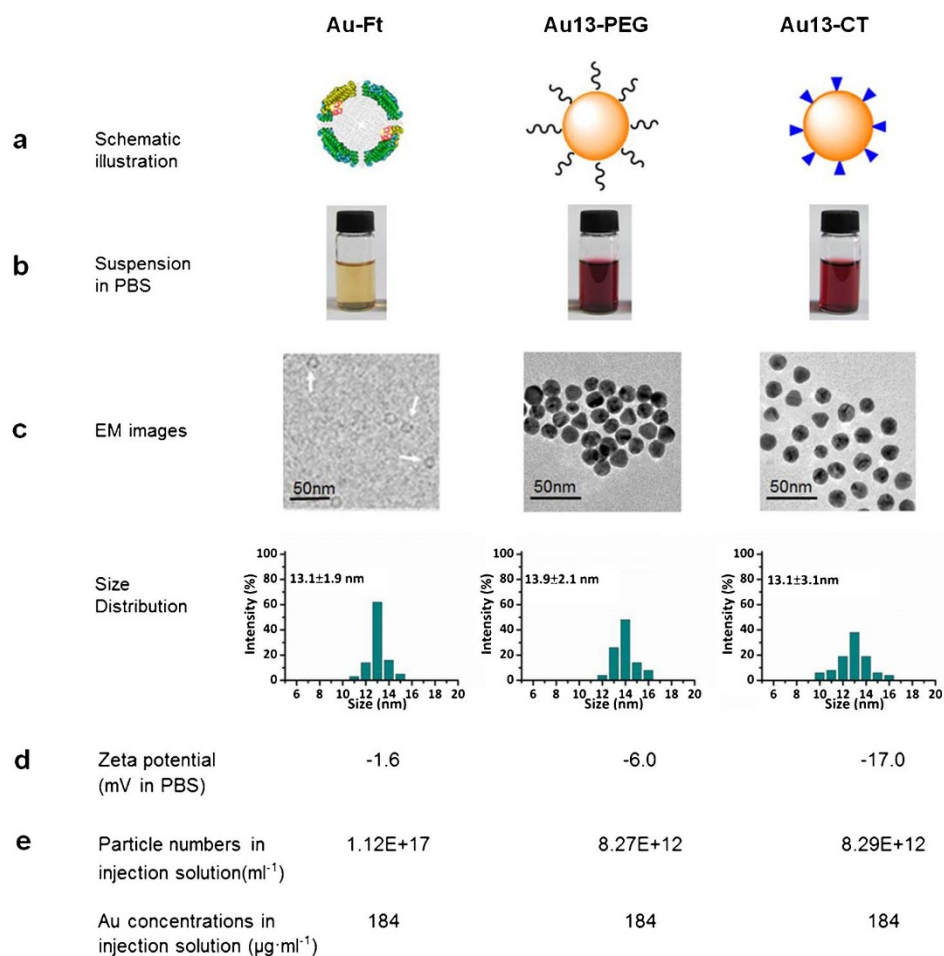 Au-Ft Au13-PEG Au13-CT
a Schematic
illustration
b Suspension
in PBS
c EM images
50nm 50nm 50nm
Size
Distribution
Intensity (%)
100
80
60
40
20
0
13.1±1.9 nm
6 8 10 12 14 16 18 20
Size (nm)
Intensity (%)
100
80
60
40
20
0
13.9±2.1 nm
6 8 10 12 14 16 18 20
Size (nm)
Intensity (%)
100
80
60
40
20
0
13.1±3.1nm
6 8 10 12 14 16 18 20
Size (nm)
d Zeta potential -1.6 -6.0 -17.0
(mV in PBS)
e Particle numbers in 1.12E+17 8.27E+12 8.29E+12
injection solution(ml⁻¹)
Au concentrations in 184 184 184
injection solution (µg·ml⁻¹)